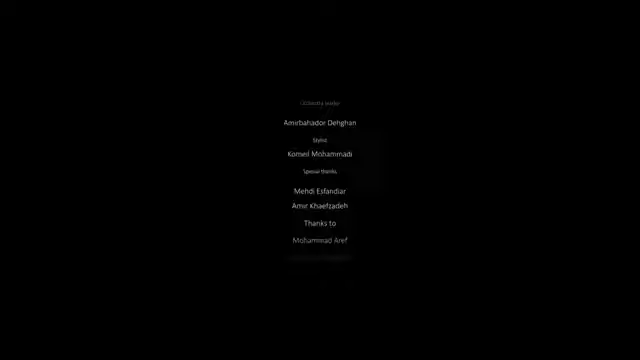 Amirbahador Dehghan
Stylist
Komeil Mohammadi
Special thanks
Mehdi Esfandiar
Amir Khaefzadeh
Thanks to
Mohammad Aref